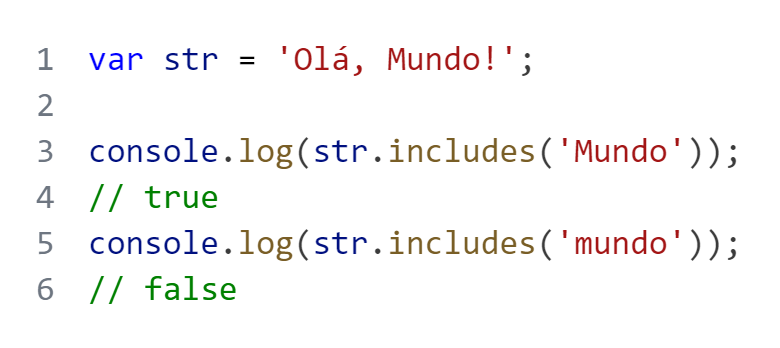 1 var str = 'Olá, Mundo!';
2
3 console.log(str.includes('Mundo'));
4 // true
5 console.log(str.includes('mundo'));
6 // false